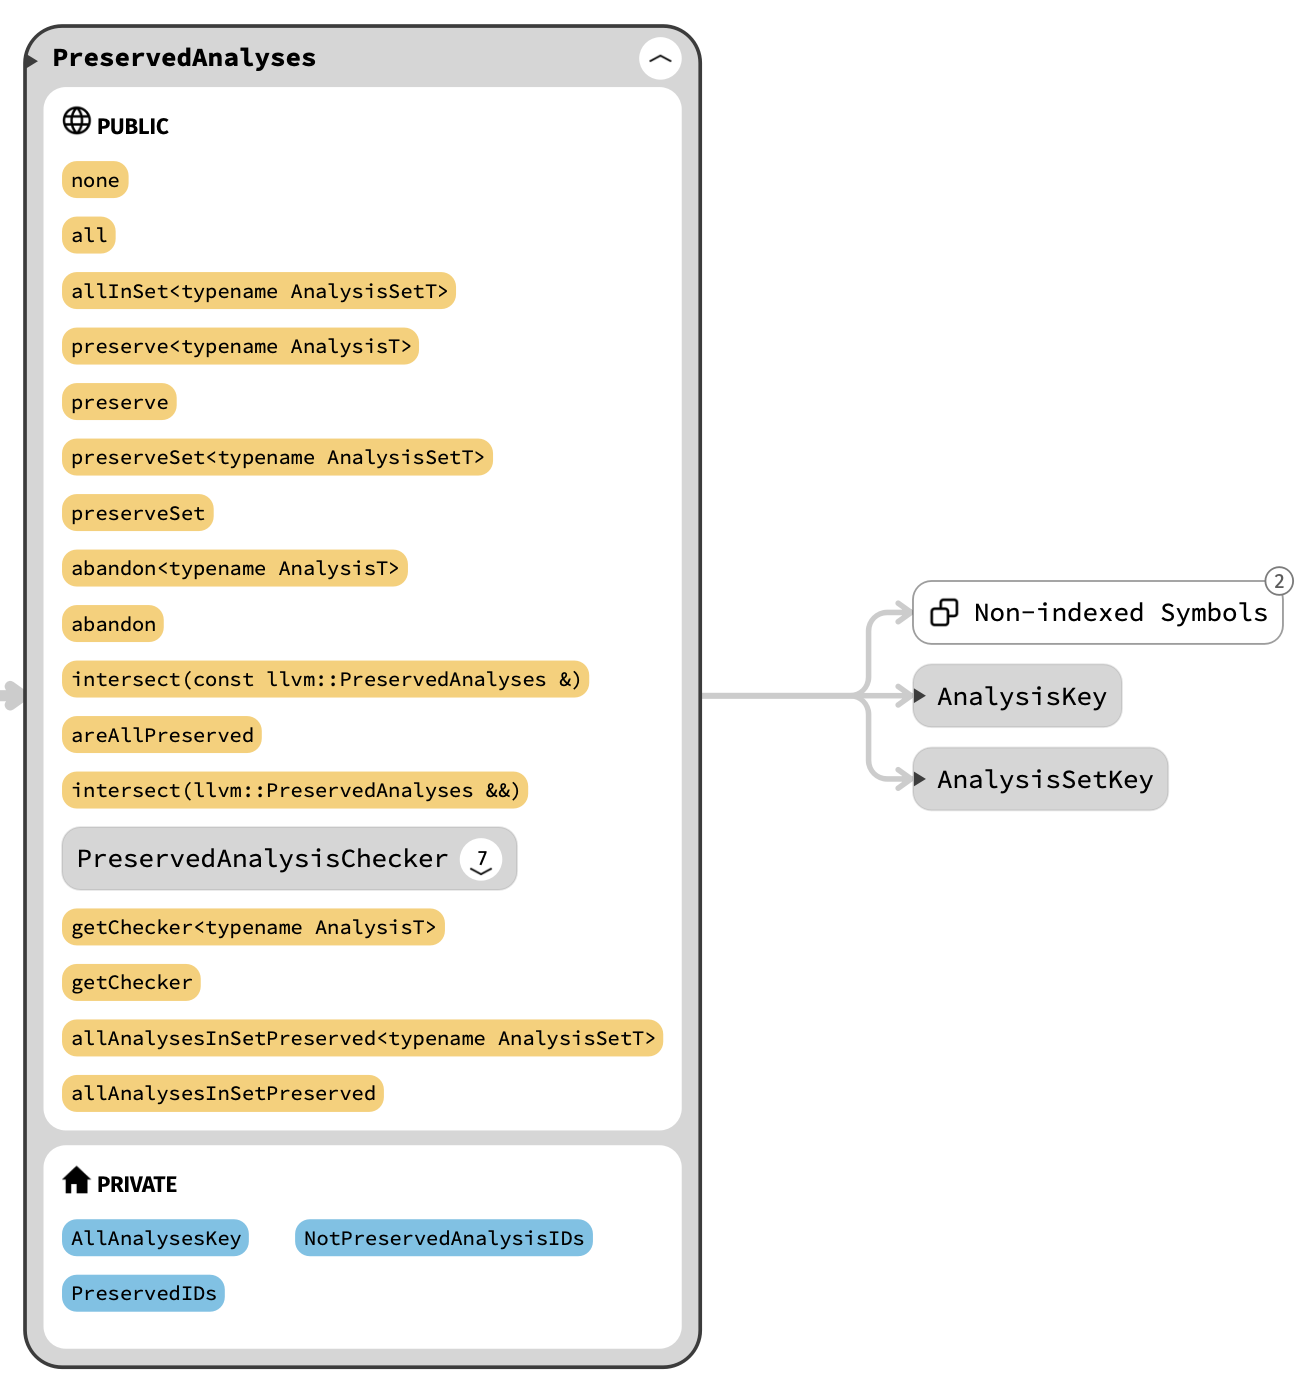 PreservedAnalyses
PUBLIC
none
all
allInSet<typename AnalysisSetT>
preserve<typename AnalysisT>
preserve
preserveSet<typename AnalysisSetT>
preserveSet
abandon<typename AnalysisT>
abandon
intersect(const llvm::PreservedAnalyses &)
areAllPreserved
intersect(llvm::PreservedAnalyses &&)
PreservedAnalysisChecker 7
getChecker<typename AnalysisT>
getChecker
allAnalysesInSetPreserved<typename AnalysisSetT>
allAnalysesInSetPreserved
PRIVATE
AllAnalysesKey NotPreservedAnalysisIDs
PreservedIDs
2
Non-indexed Symbols
AnalysisKey
AnalysisSetKey